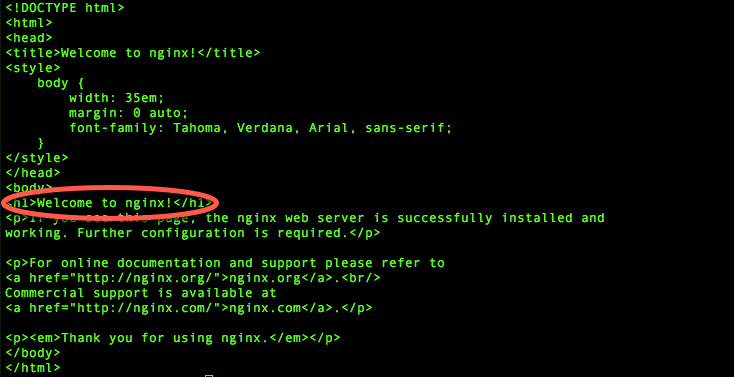 <!DOCTYPE html>
<html>
<head>
<title>Welcome to nginx!</title>
<style>
    body {
        width: 35em;
        margin: 0 auto;
        font-family: Tahoma, Verdana, Arial, sans-serif;
    }
</style>
</head>
<body>
<h1>Welcome to nginx!</h1>
<p>If you see this page, the nginx web server is successfully installed and
working. Further configuration is required.</p>

<p>For online documentation and support please refer to
<a href="http://nginx.org/">nginx.org</a>.<br/>
Commercial support is available at
<a href="http://nginx.com/">nginx.com</a>.</p>

<p><em>Thank you for using nginx.</em></p>
</body>
</html>